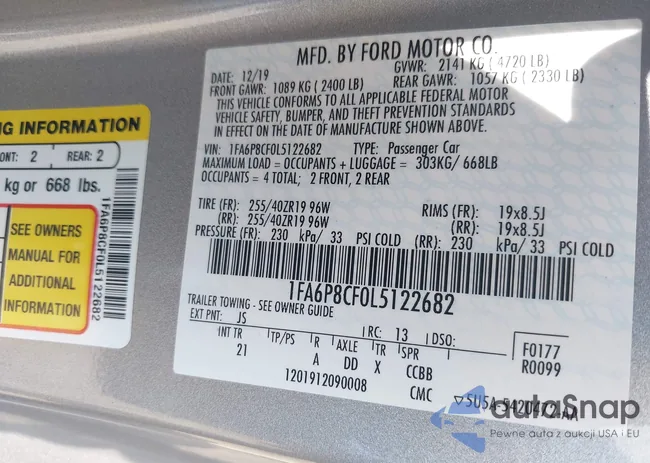 MFD. BY FORD MOTOR CO.
12/19 GVWR: 2141 KG ( 4720 LB)
FRONT GAWR: 1089 KG ( 2400 LB) REAR GAWR: 1057 KG ( 2330 LB)
THIS VEHICLE CONFORMS TO ALL APPLICABLE FEDERAL MOTOR
VEHICLE SAFETY, BUMPER, AND THEFT PREVENTION STANDARDS
IN EFFECT ON THE DATE OF MANUFACTURE SHOWN ABOVE.
VIN: 1FA6P8CF0L5122682 TYPE: Passenger Car
MAXIMUM LOAD = OCCUPANTS + LUGGAGE = 303KG/ 668LB
OCCUPANTS = 4 TOTAL; 2 FRONT, 2 REAR
TIRE (FR): 255/40ZR19 96W RIMS (FR): 19x8.5J
(RR): 255/40ZR19 96W (RR): 19x8.5J
PRESSURE (FR): 230 kPa/ 33 PSI COLD (RR): 230 kPa/ 33 PSI COLD
1FA6P8CF0L5122682
TRAILER TOWING - SEE OWNER GUIDE
EXT PNT: JS RC: 13 DSO:
INT TR TP/PS R AXLE TR SPR
21 A DD X CCBB
1201912090008 CMC
F0177
R0099
NG INFORMATION
ONT: 2 REAR: 2
kg or 668 lbs.
SEE OWNERS
MANUAL FOR
ADDITIONAL
INFORMATION
1FA6P8CF0L5122682
autoSnap
Pewne auta z aukcji USA i EU